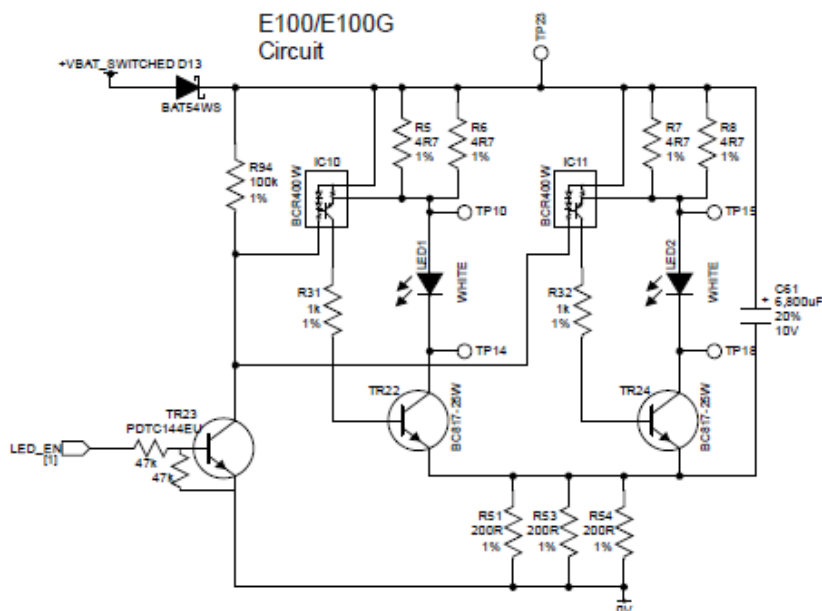 E100/E100G
Circuit
TP23
+VBAT_SWITCHED D13
BAT54WS
R94
100k
1%
IC10
BCR400W
R5
4R7
1%
R6
4R7
1%
IC11
BCR400W
R7
4R7
1%
R8
4R7
1%
TP10
TP15
LED1
WHITE
LED2
WHITE
R31
1k
1%
R32
1k
1%
C61
+ 6,800uF
20%
10V
TP14
TP18
TR22
BC817-25W
TR24
BC817-25W
TR23
PDTC144EU
LED_EN
[1]
47k
47k
R51
200R
1%
R53
200R
1%
R54
200R
1%
0V